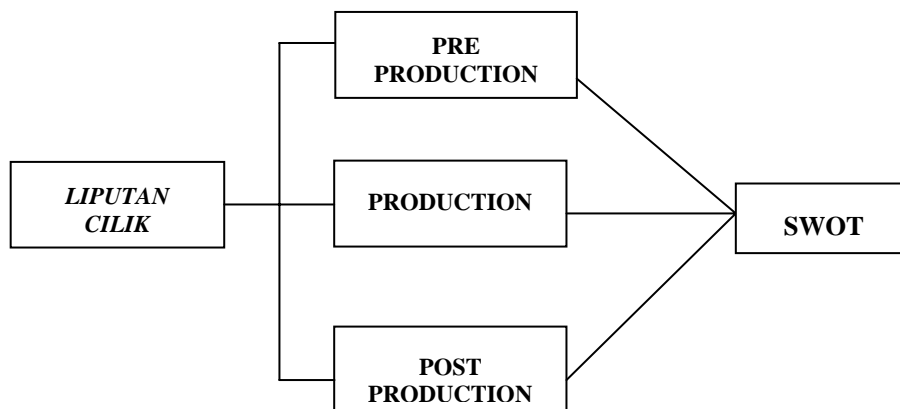 PRE
PRODUCTION
LIPUTAN
CILIK
PRODUCTION
SWOT
POST
PRODUCTION